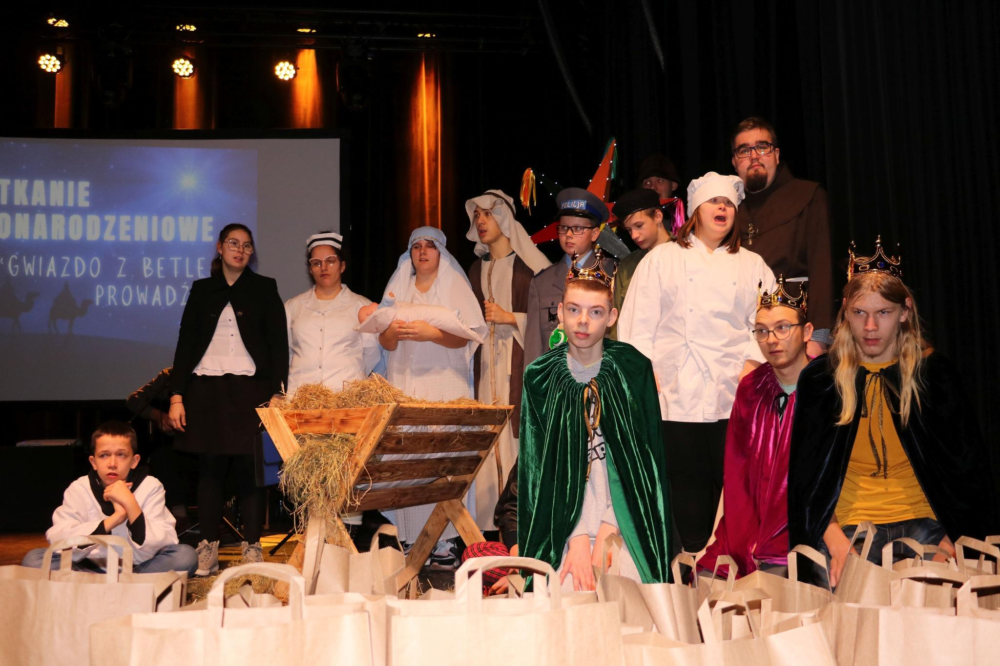 TKANIE
ONARODZENIOWE
"GWIAZDO Z BETLE
PROWADŹ
POLICJA